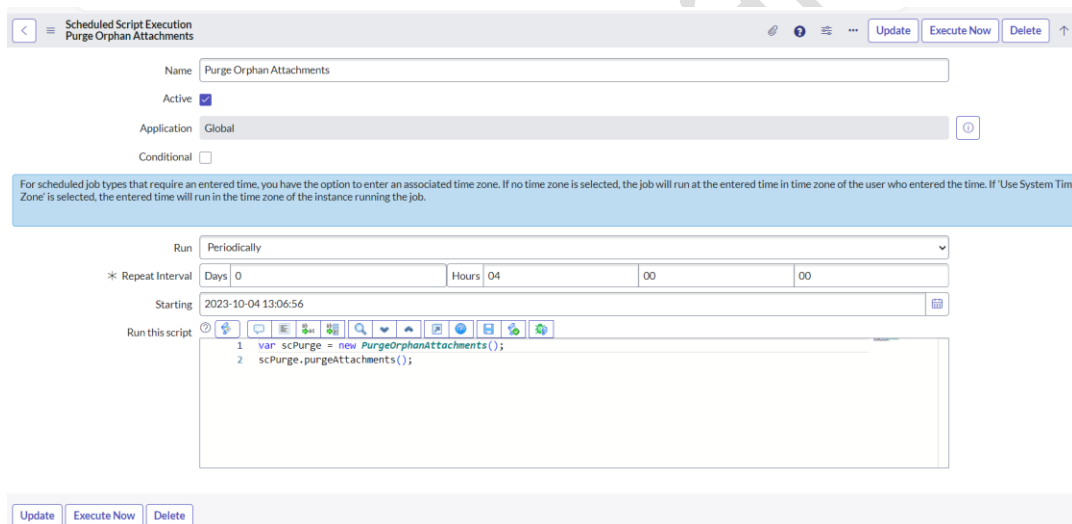 Scheduled Script Execution
Purge Orphan Attachments
Update Execute Now Delete
Name Purge Orphan Attachments
Active
Application Global
Conditional
For scheduled job types that require an entered time, you have the option to enter an associated time zone. If no time zone is selected, the job will run at the entered time in time zone of the user who entered the time. If 'Use System Tim
Zone' is selected, the entered time will run in the time zone of the instance running the job.
Run Periodically
Repeat Interval Days 0 Hours 04 00 00
Starting 2023-10-04 13:06:56
Run this script
1 var scPurge = new PurgeOrphanAttachments();
2 scPurge.purgeAttachments();
Update Execute Now Delete